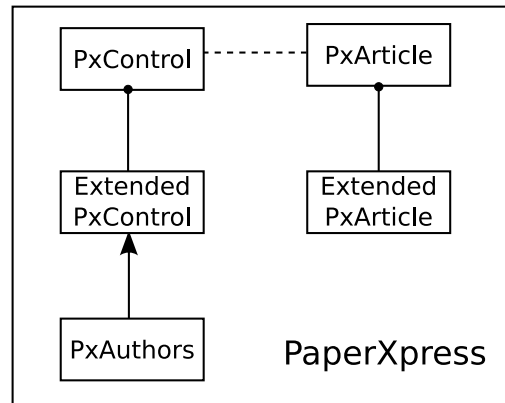 PxControl
PxArticle
Extended
PxControl
Extended
PxArticle
PxAuthors
PaperXpress